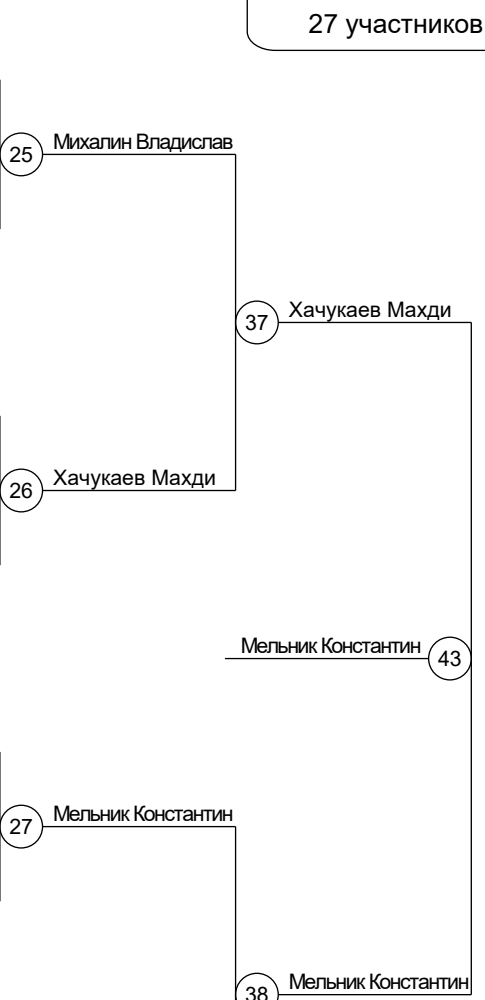 27 участников
25
Михалин Владислав
37
Хачукаев Махди
26
Хачукаев Махди
Мельник Константин
43
27
Мельник Константин
38
Мельник Константин